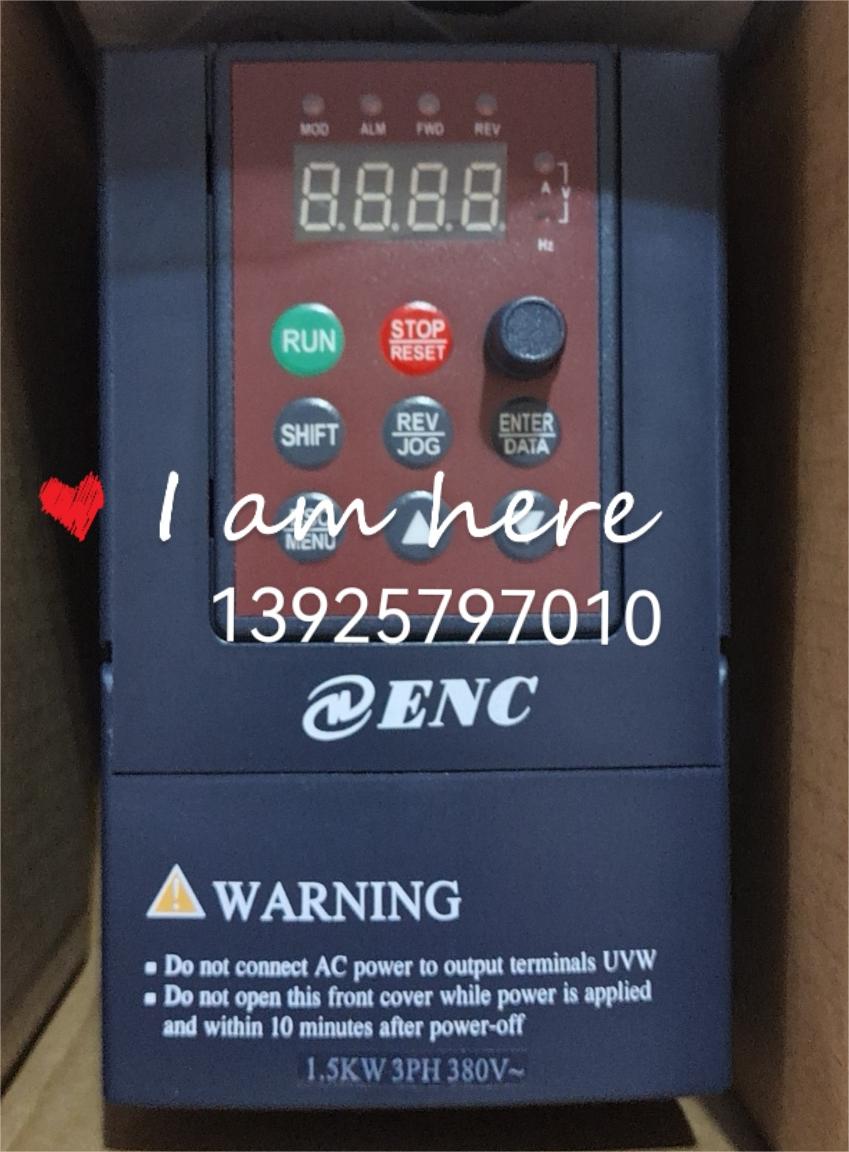 MOD ALM FWD REV
8.8.8.8.
A V
Hz
RUN STOP
RESET
SHIFT REV ENTER
JOG DATA
I am here
MENU
13925797010
ENC
WARNING
Do not connect AC power to output terminals UVW
Do not open this front cover while power is applied
and within 10 minutes after power-off
1.5KW 3PH 380V~